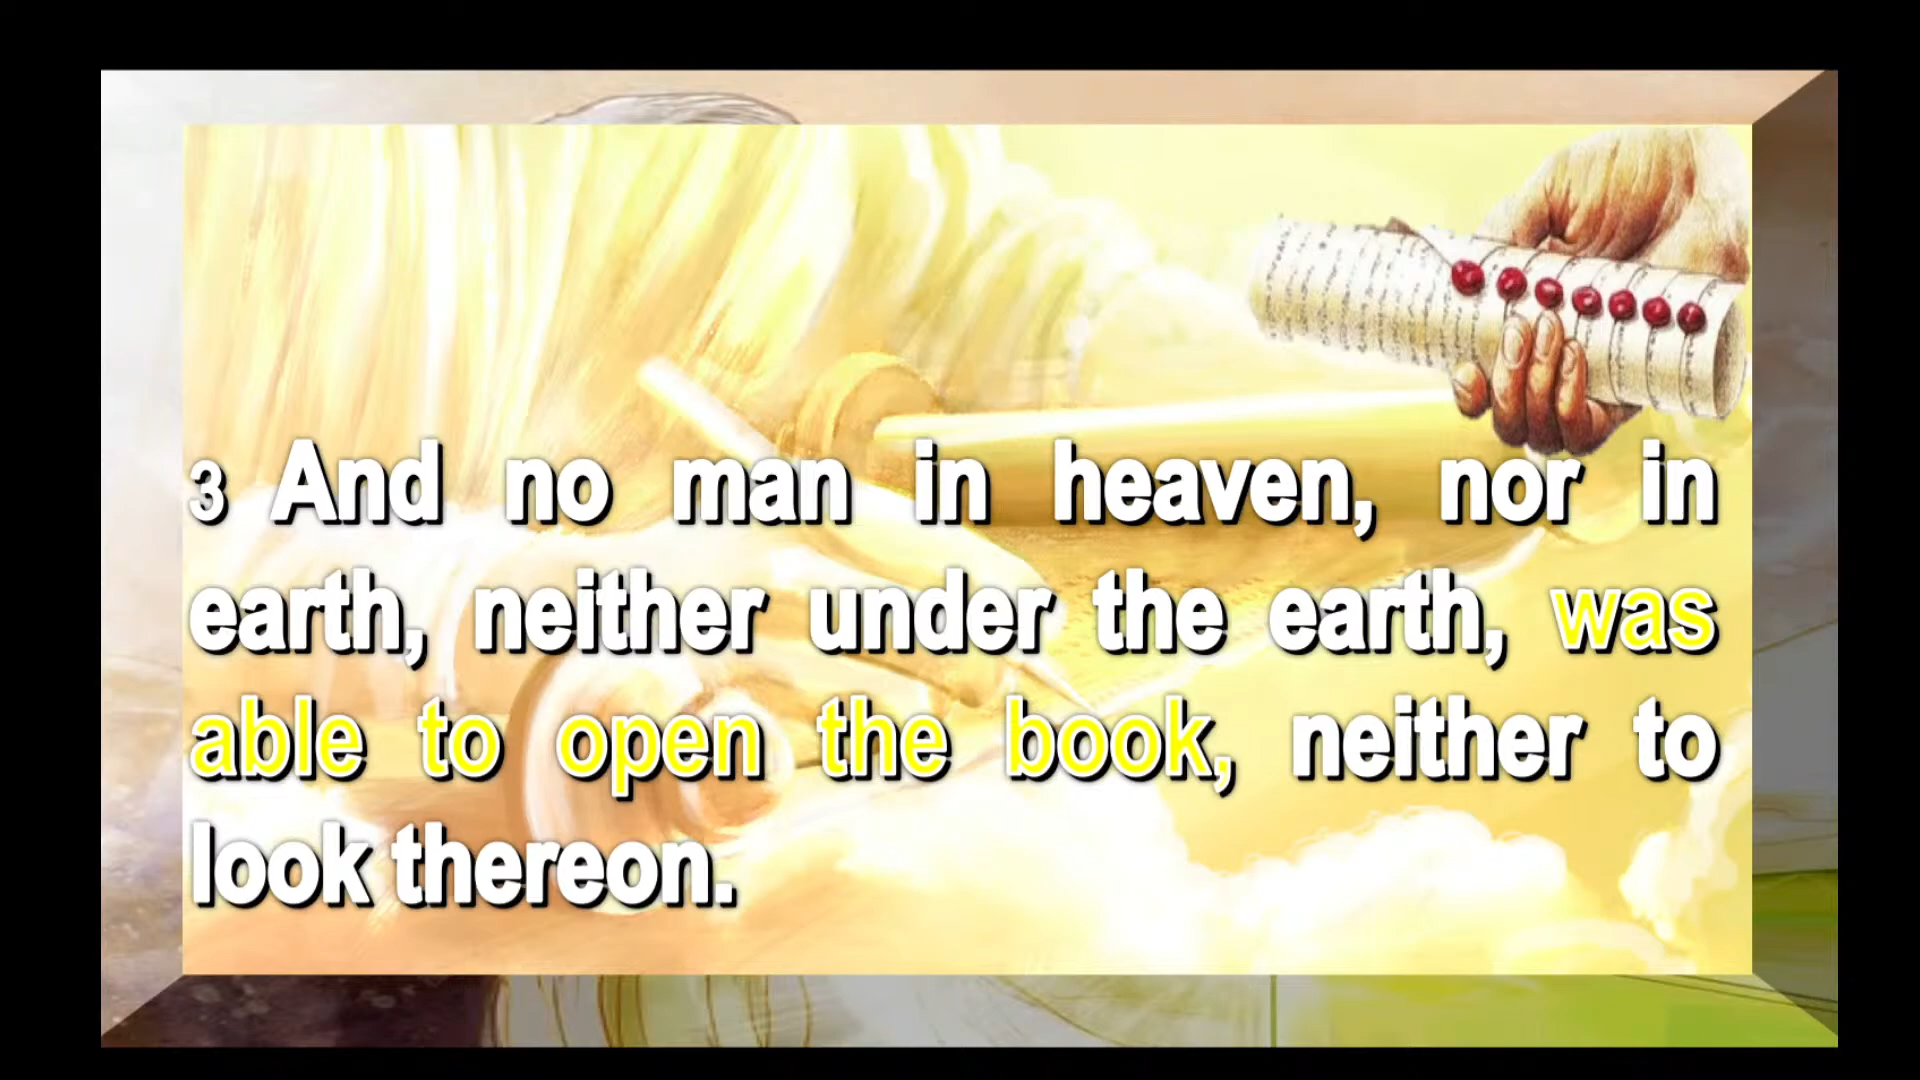 3 And no man in heaven, nor in
earth, neither under the earth, was
able to open the book, neither to
look thereon.